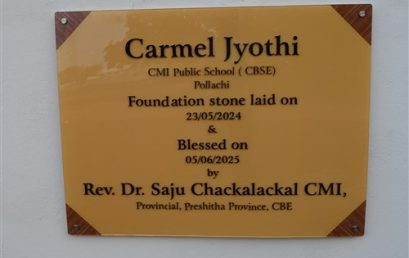 Carmel Jyothi
CMI Public School ( CBSE)
Pollachi
Foundation stone laid on
23/05/2024
&
Blessed on
05/06/2025
by
Rev. Dr. Saju Chackalackal CMI,
Provincial, Preshitha Province, CBE